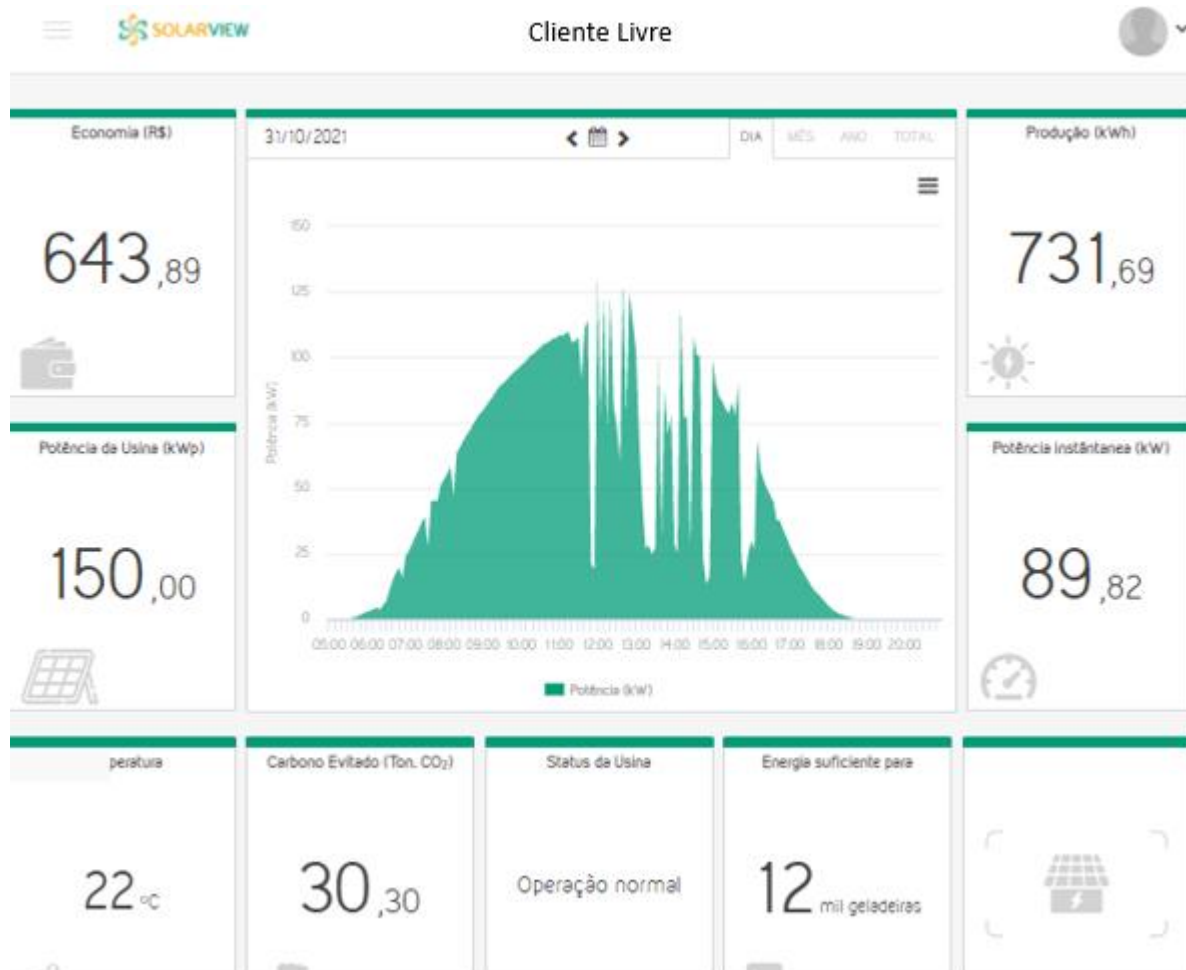 SOLARVIEW
Cliente Livre
Economia (R$)
643,89
Potência da Usina (kWp)
150,00
31/10/2021
DIA MÊS ANO TOTAL
150
125
100
75
50
25
0
Potência (kW)
05:00 06:00 07:00 08:00 09:00 10:00 11:00 12:00 13:00 14:00 15:00 16:00 17:00 18:00 19:00 20:00
Potência (kW)
Produção (kWh)
731,69
Potência instântanea (kW)
89,82
peratura
22 ºC
Carbono Evitado (Ton. CO₂)
30,30
Status da Usina
Operação normal
Energia suficiente para
12 mil geladeiras